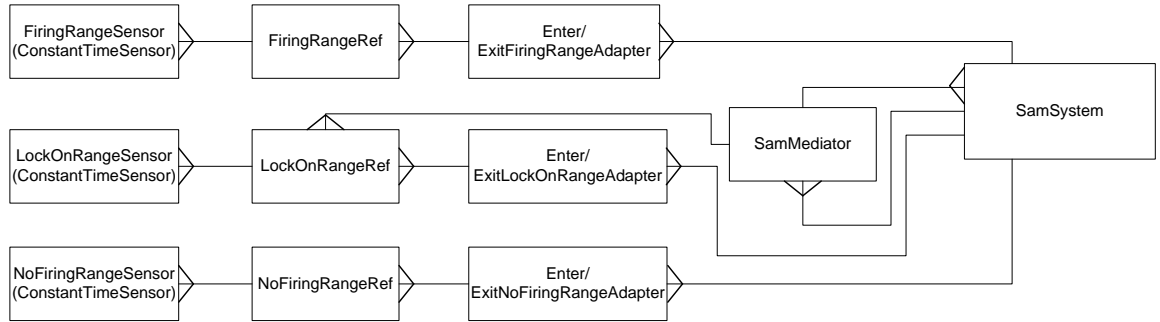 FiringRangeSensor
(ConstantTimeSensor)
FiringRangeRef
Enter/
ExitFiringRangeAdapter
SamSystem
LockOnRangeSensor
(ConstantTimeSensor)
LockOnRangeRef
Enter/
ExitLockOnRangeAdapter
SamMediator
NoFiringRangeSensor
(ConstantTimeSensor)
NoFiringRangeRef
Enter/
ExitNoFiringRangeAdapter